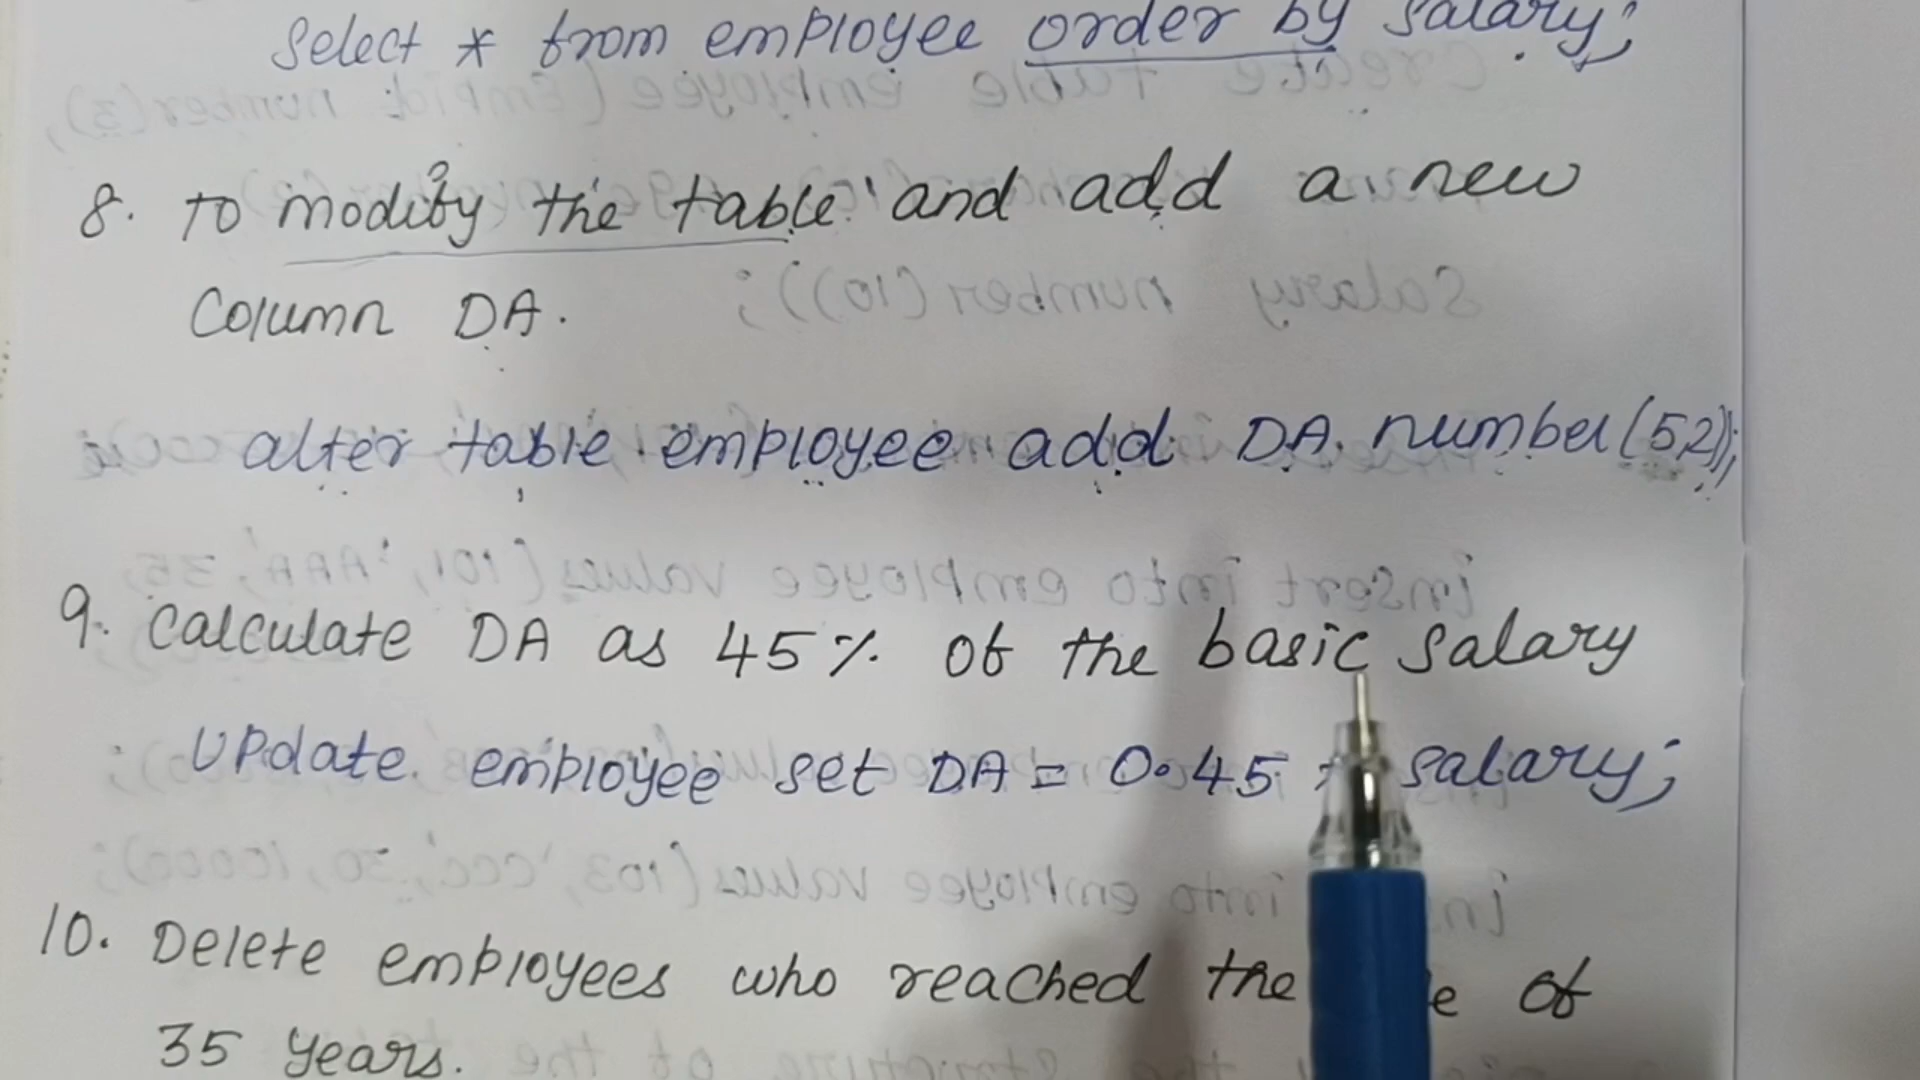 Select * from employee order by salary;
8. To modify the table and add a new
Column DA.
alter table employee add DA number(5,2);
9. Calculate DA as 45% of the basic salary
Update employee set DA = 0.45 salary;
10. Delete employees who reached the of
35 years.